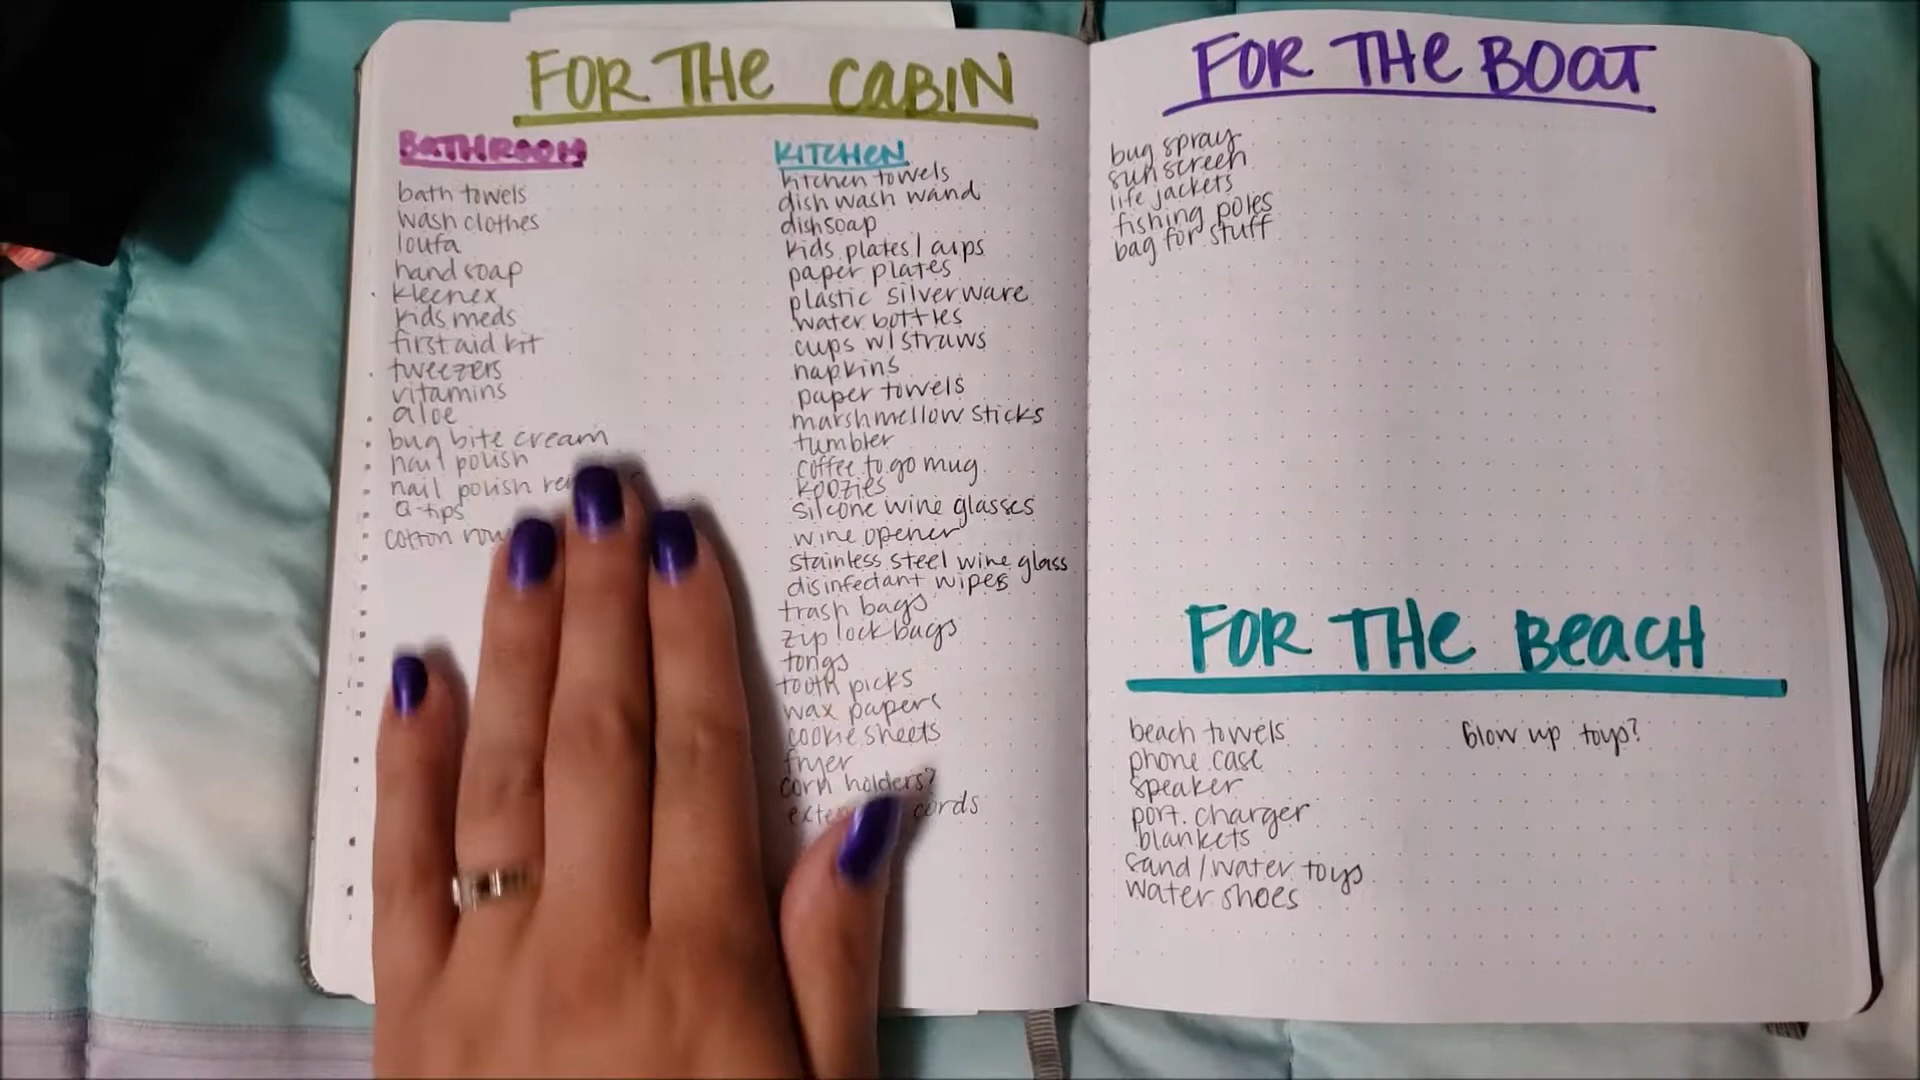 FOR THE CABIN
BATHROOM
bath towels
wash clothes
loufa
hand soap
kleenex
kids meds
first aid kit
tweezers
vitamins
aloe
bug bite cream
nail polish
nail polish
Q-tips
cotton
KITCHEN
kitchen towels
dish wash wand
dish soap
kids plates / cups
paper plates
plastic silverware
water bottles
cups w/ straws
napkins
paper towels
marshmellow sticks
tumbler
coffee to go mug
koozies
silcone wine glasses
wine opener
stainless steel wine glass
disinfectant wipes
trash bags
zip lock bags
tongs
tooth picks
wax papers
cookie sheets
fryer
corn holders?
cords
FOR THE BOAT
bug spray
sunscreen
life jackets
fishing poles
bag for stuff
FOR THE BEACH
beach towels
phone case
speaker
port. charger
blankets
sand / water toys
water shoes
blow up toys?